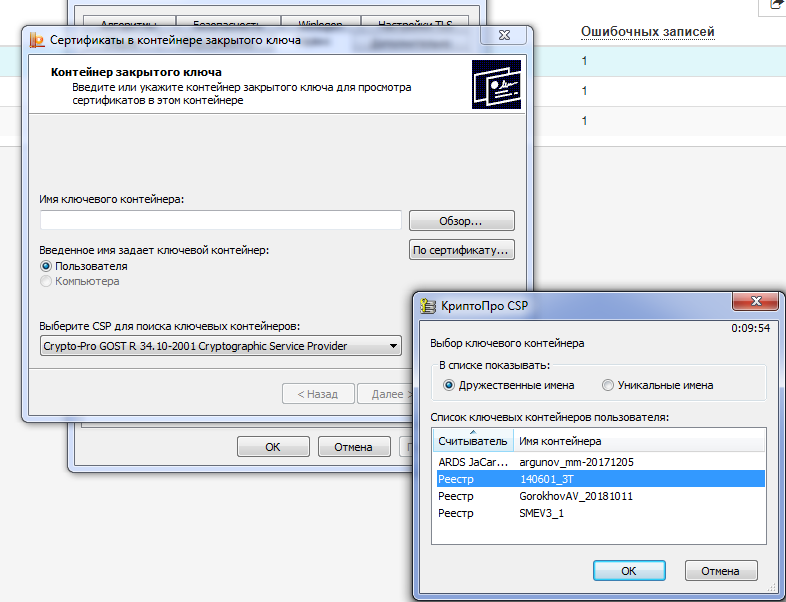 Алгоритмы Безопасность Winlogon Настройки TLS
Ошибочных записей
1
1
1
Сертификаты в контейнере закрытого ключа
Контейнер закрытого ключа
Введите или укажите контейнер закрытого ключа для просмотра
сертификатов в этом контейнере
Имя ключевого контейнера:
Обзор...
Введенное имя задает ключевой контейнер:
По сертификату...
Пользователя
Компьютера
Выберите CSP для поиска ключевых контейнеров:
Crypto-Pro GOST R 34.10-2001 Cryptographic Service Provider
< Назад
Далее >
ОК
Отмена
КриптоПро CSP
0:09:54
Выбор ключевого контейнера
В списке показывать:
Дружественные имена
Уникальные имена
Список ключевых контейнеров пользователя:
Считыватель Имя контейнера
ARDS JaCar... argunov_mm-20171205
Реестр 140601_3T
Реестр GorokhovAV_20181011
Реестр SMEV3_1
ОК
Отмена